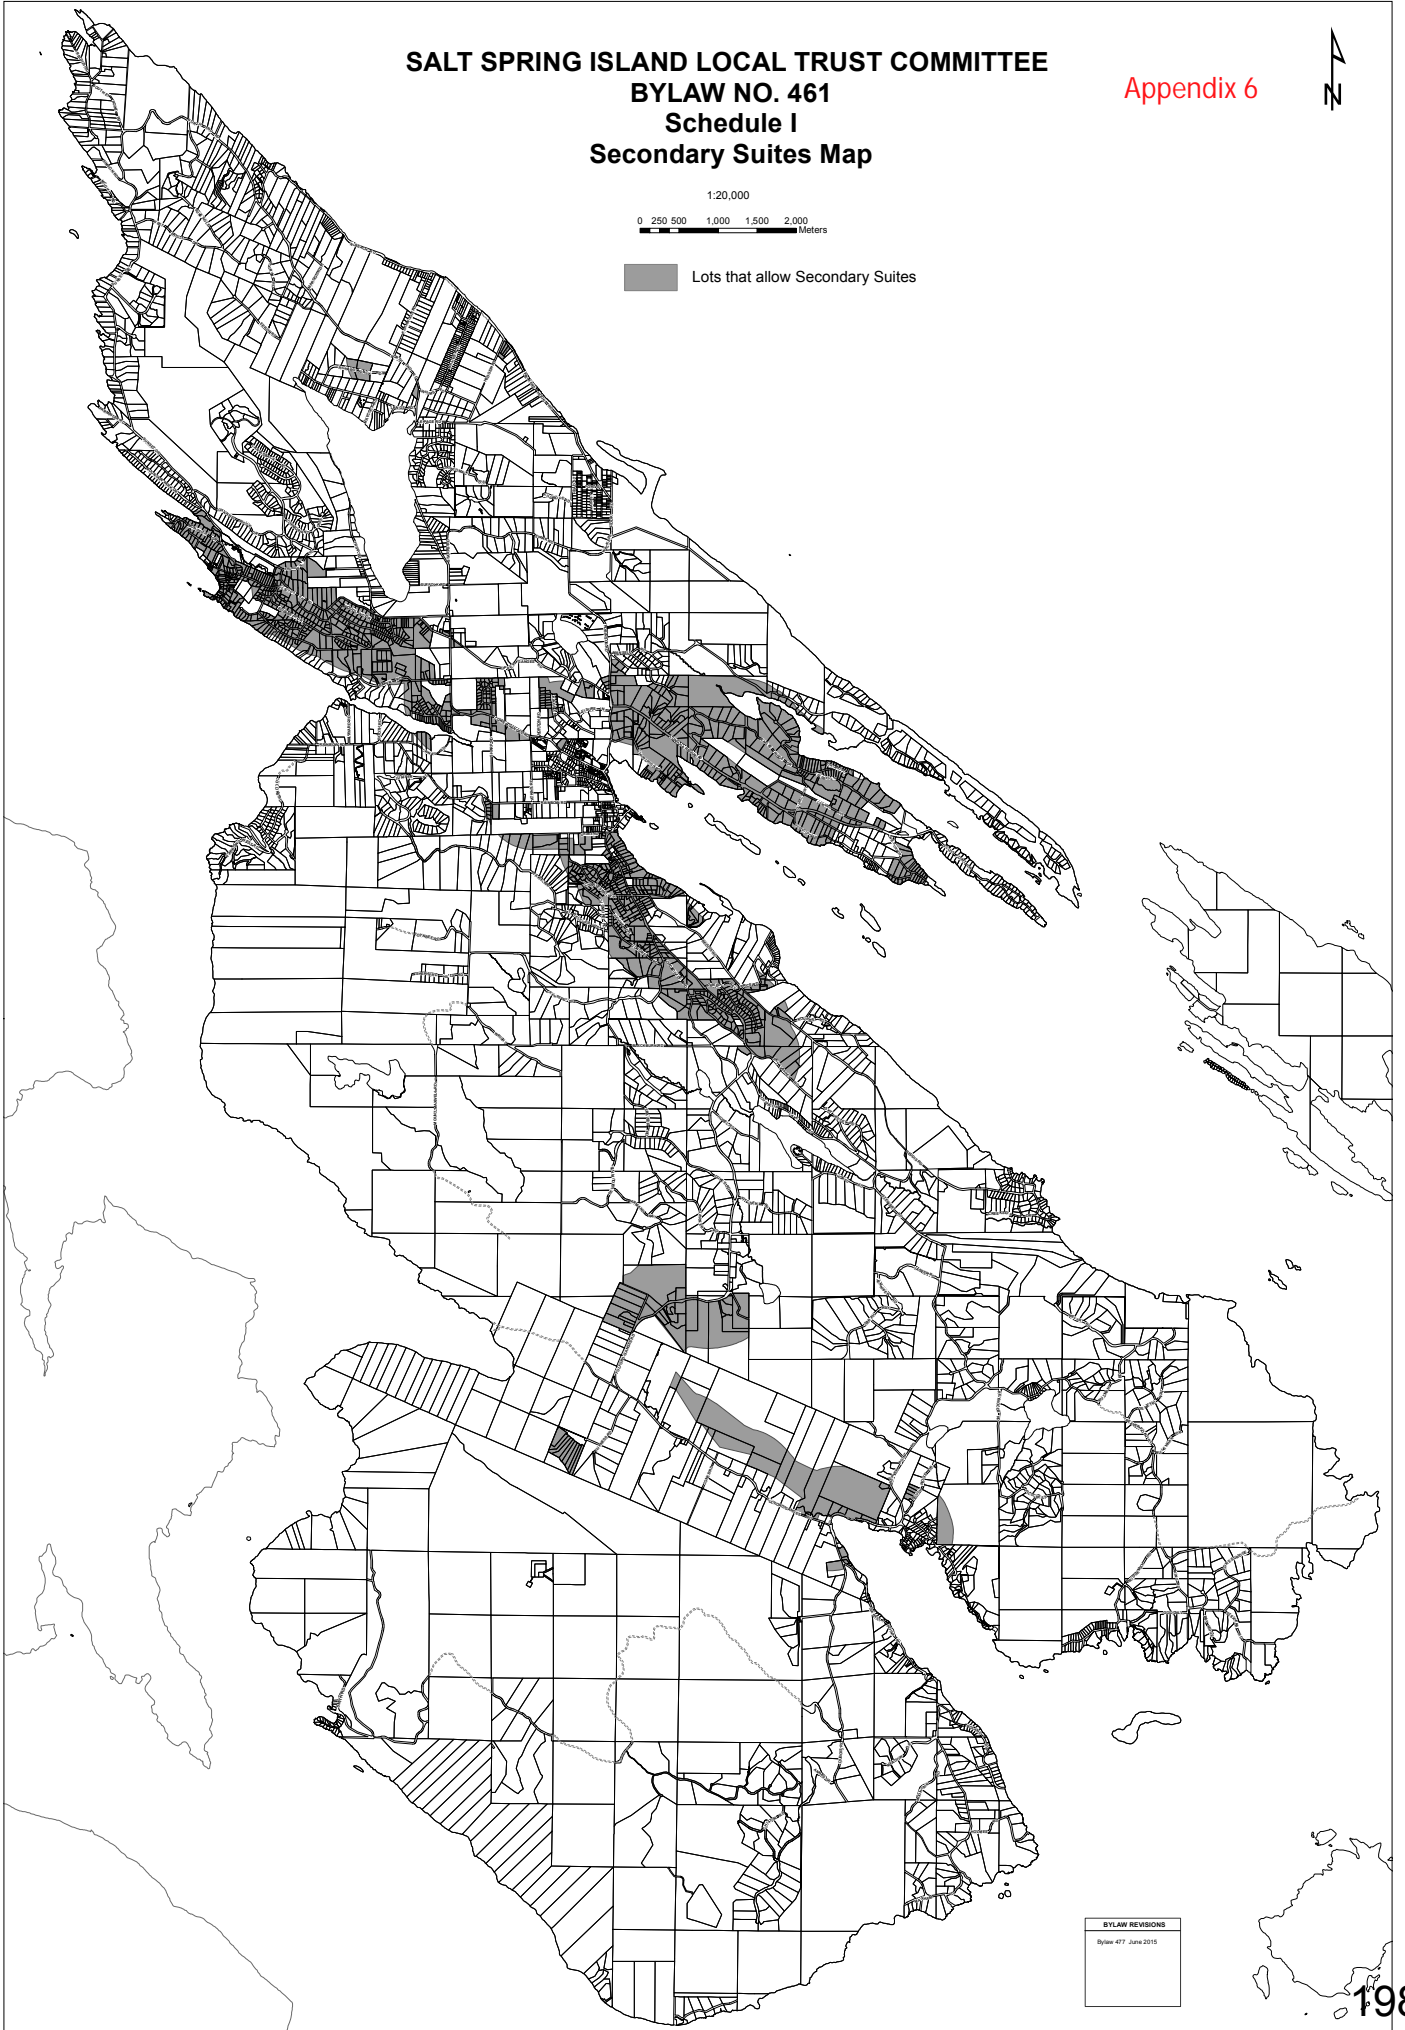 SALT SPRING ISLAND LOCAL TRUST COMMITTEE
BYLAW NO. 461
Schedule I
Secondary Suites Map
Appendix 6
N
1:20,000
0 250 500 1,000 1,500 2,000
Meters
Lots that allow Secondary Suites
BYLAW REVISIONS
Bylaw 477 June 2015
198